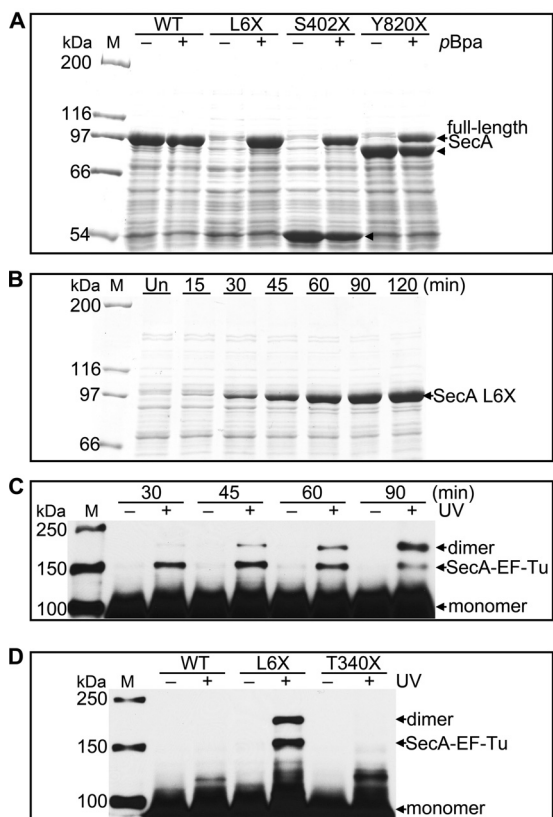 A
WT L6X S402X Y820X
kDa M – + – + – + – + pBpa
200
116
97
full-length
SecA
66
54
B
kDa M Un 15 30 45 60 90 120 (min)
200
116
97
SecA L6X
66
C
30 45 60 90 (min)
kDa M – + – + – + – + UV
250
dimer
150
SecA-EF-Tu
100
monomer
D
WT L6X T340X
kDa M – + – + – + UV
250
dimer
150
SecA-EF-Tu
100
monomer